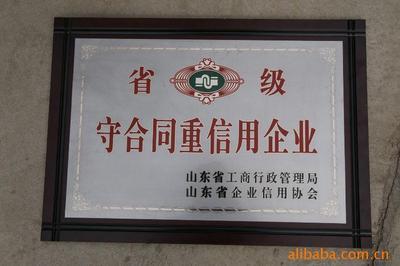 省 级
守合同重信用企业
山东省工商行政管理局
山东省企业信用协会
alibaba.com.cn